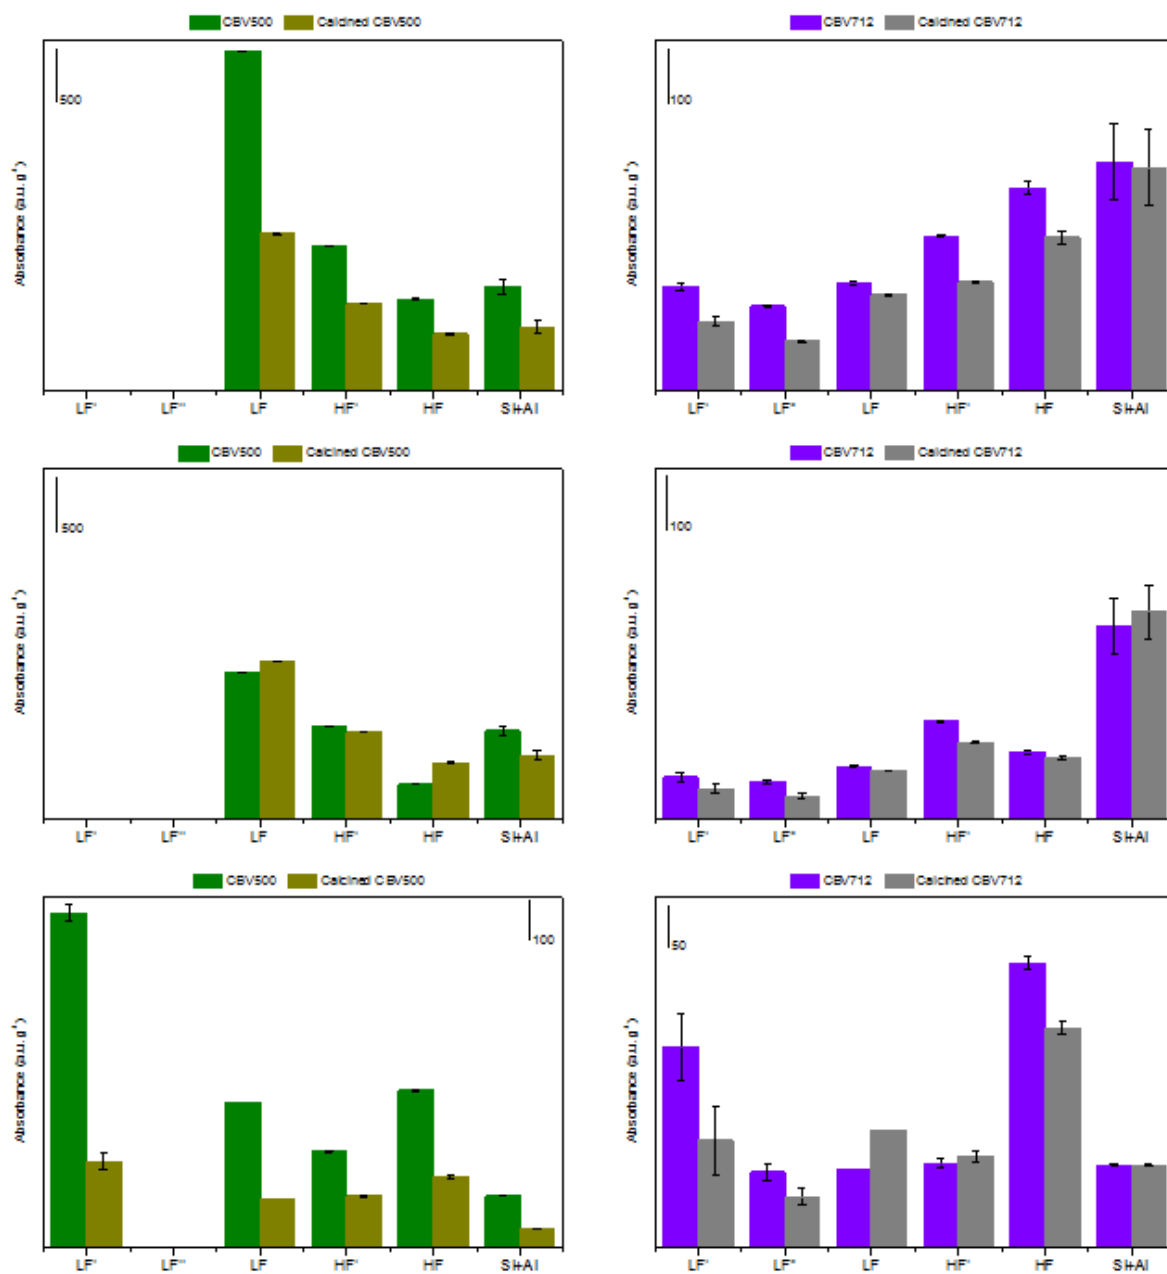 CBV500 Calcined CBV500
500
Absorbance (a.u. g⁻¹)
LF' LF''' LF HF' HF Si+Al
CBV712 Calcined CBV712
100
Absorbance (a.u. g⁻¹)
LF' LF'' LF HF' HF Si+Al
CBV500 Calcined CBV500
500
Absorbance (a.u. g⁻¹)
LF' LF''' LF HF' HF Si+Al
CBV712 Calcined CBV712
100
Absorbance (a.u. g⁻¹)
LF' LF'' LF HF' HF Si+Al
CBV500 Calcined CBV500
100
Absorbance (a.u. g⁻¹)
LF' LF''' LF HF' HF Si+Al
CBV712 Calcined CBV712
50
Absorbance (a.u. g⁻¹)
LF' LF'' LF HF' HF Si+Al